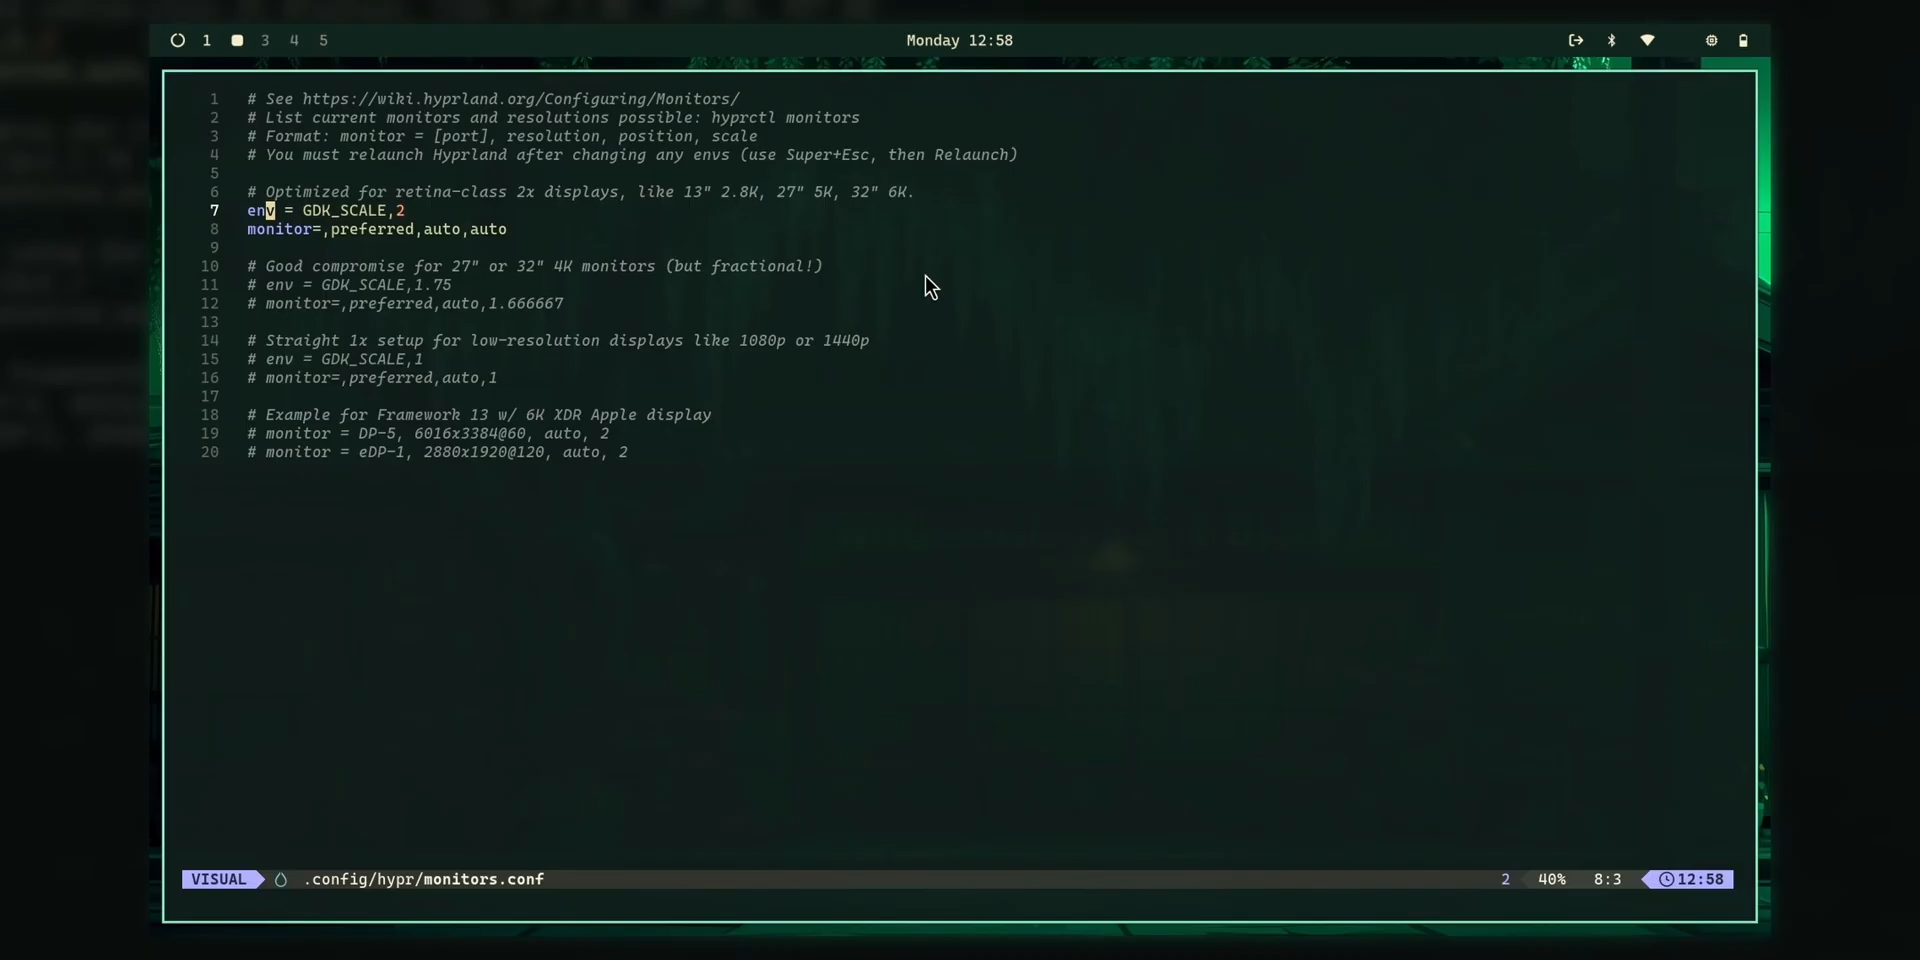 1 3 4 5 Monday 12:58
1 # See https://wiki.hyprland.org/Configuring/Monitors/
2 # List current monitors and resolutions possible: hyprctl monitors
3 # Format: monitor = [port], resolution, position, scale
4 # You must relaunch Hyprland after changing any envs (use Super+Esc, then Relaunch)
5
6 # Optimized for retina-class 2x displays, like 13" 2.8K, 27" 5K, 32" 6K.
7 env = GDK_SCALE,2
8 monitor=,preferred,auto,auto
9
10 # Good compromise for 27" or 32" 4K monitors (but fractional!)
11 # env = GDK_SCALE,1.75
12 # monitor=,preferred,auto,1.666667
13
14 # Straight 1x setup for low-resolution displays like 1080p or 1440p
15 # env = GDK_SCALE,1
16 # monitor=,preferred,auto,1
17
18 # Example for Framework 13 w/ 6K XDR Apple display
19 # monitor = DP-5, 6016x3384@60, auto, 2
20 # monitor = eDP-1, 2880x1920@120, auto, 2
VISUAL .config/hypr/monitors.conf 2 40% 8:3 12:58